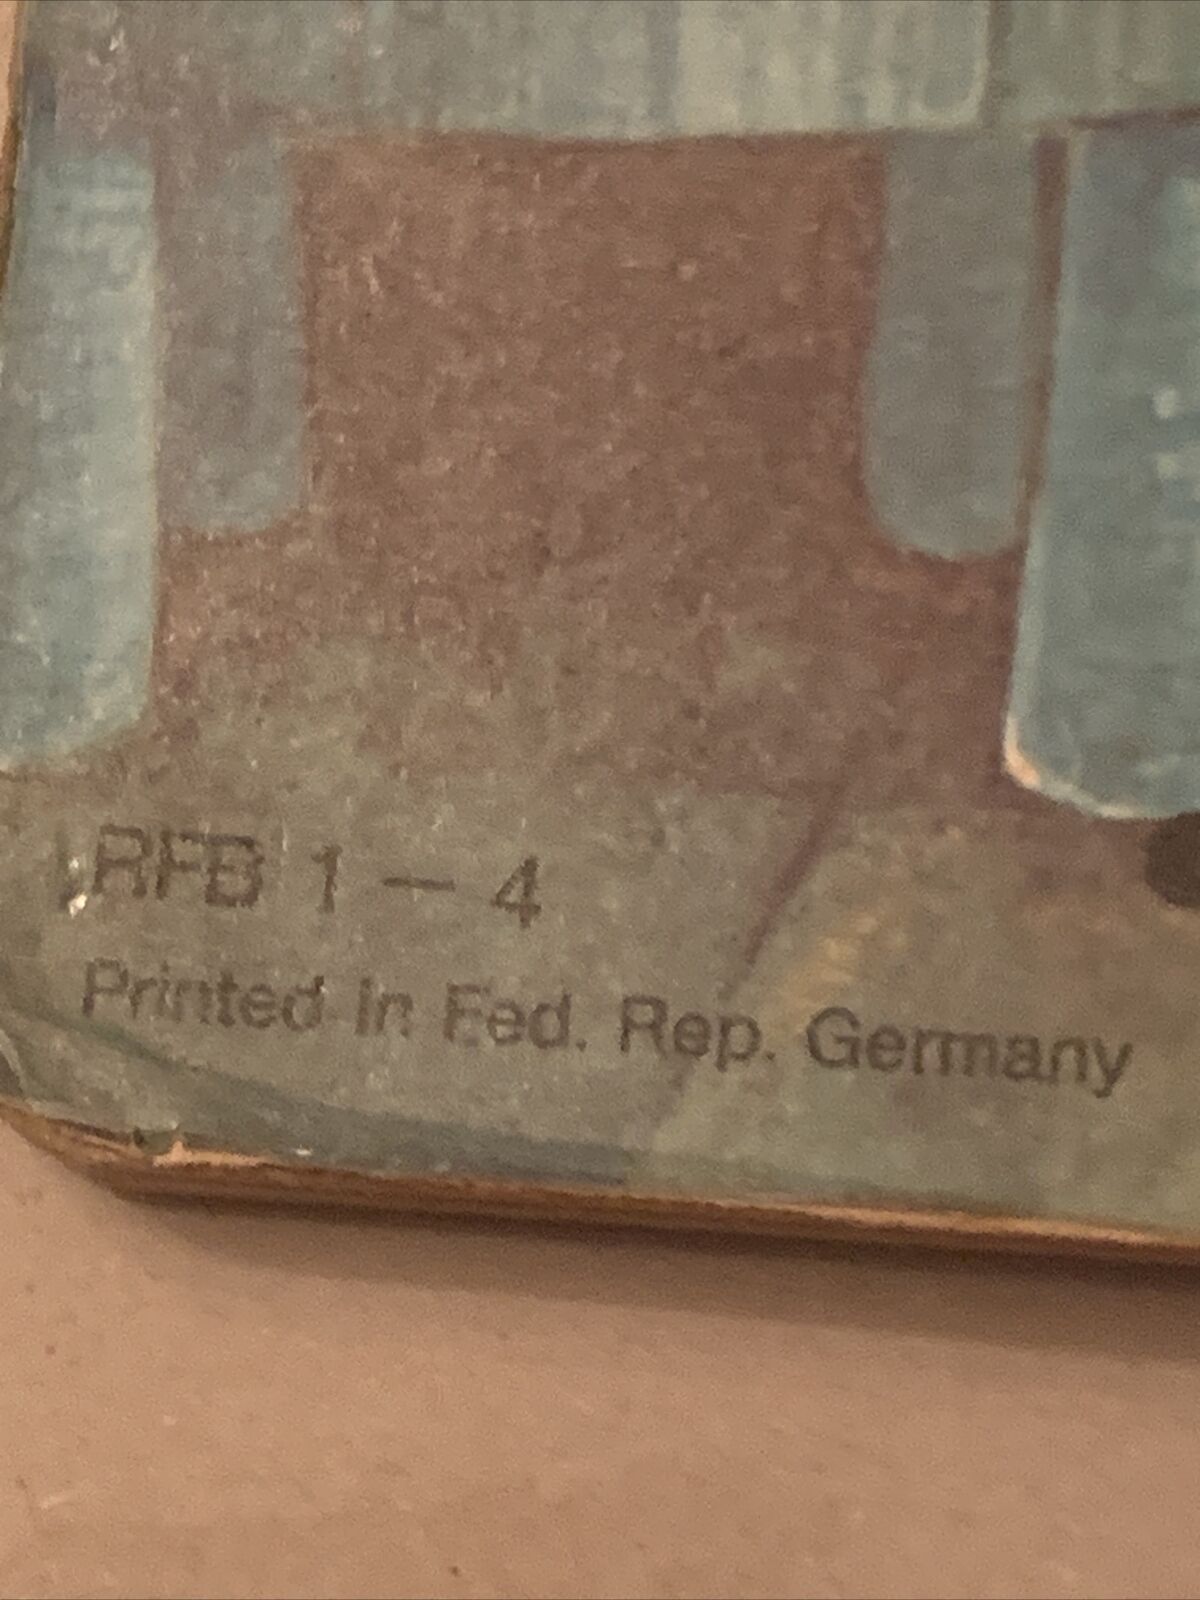 RFB 1 — 4
Printed in Fed. Rep. Germany